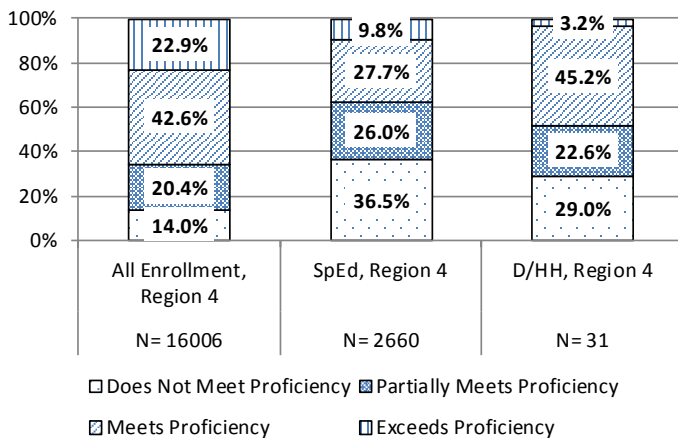 100%
80%
60%
40%
20%
0%
22.9% 9.8% 3.2%
42.6% 27.7% 45.2%
20.4% 26.0% 22.6%
14.0% 36.5% 29.0%
All Enrollment, Region 4
SpEd, Region 4
D/HH, Region 4
N= 16006 N= 2660 N= 31
Does Not Meet Proficiency Partially Meets Proficiency
Meets Proficiency Exceeds Proficiency